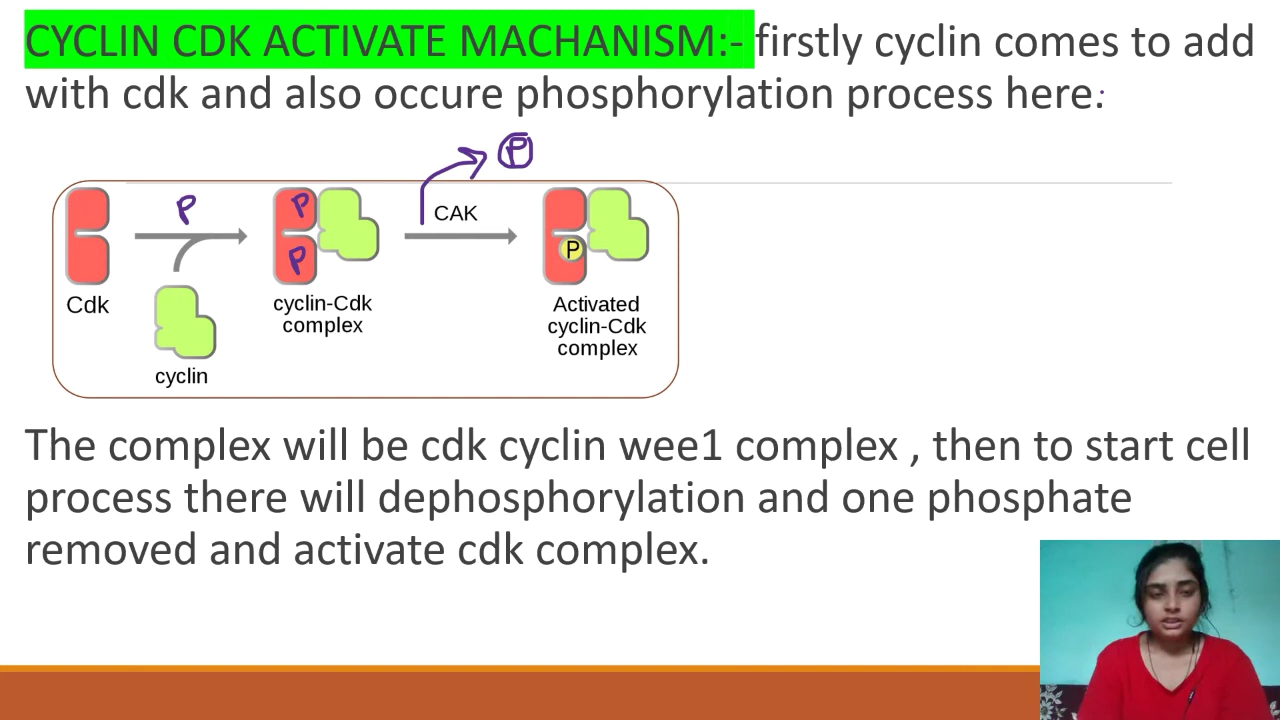 CYCLIN CDK ACTIVATE MACHANISM:- firstly cyclin comes to add
with cdk and also occure phosphorylation process here:
P
P
P CAK
P
P
Cdk
cyclin-Cdk
complex
Activated
cyclin-Cdk
complex
cyclin
The complex will be cdk cyclin wee1 complex , then to start cell
process there will dephosphorylation and one phosphate
removed and activate cdk complex.